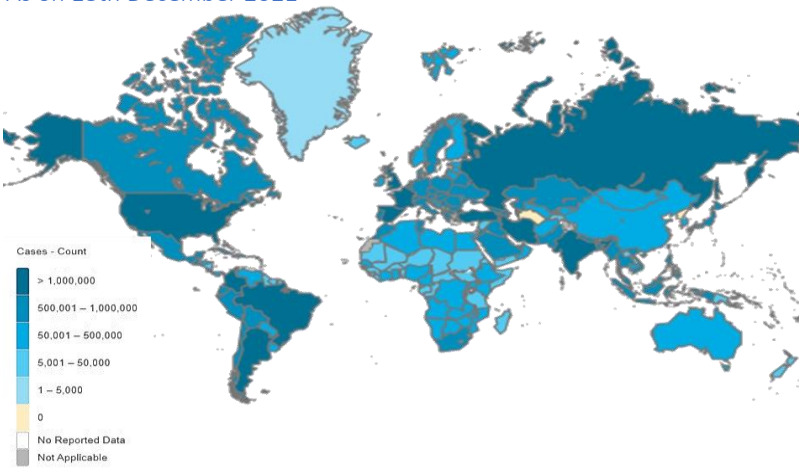 Cases - Count
> 1,000,000
500,001 – 1,000,000
50,001 – 500,000
5,001 – 50,000
1 – 5,000
0
No Reported Data
Not Applicable